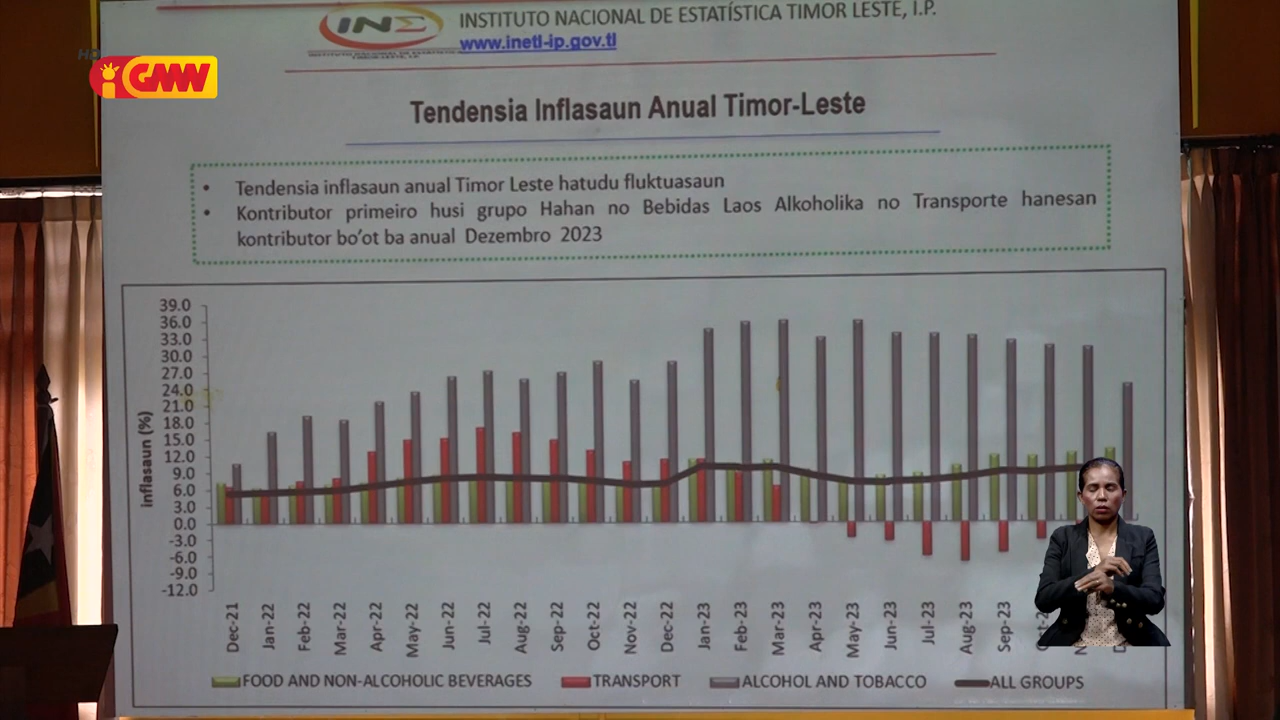 INE
INSTITUTO NACIONAL DE ESTATÍSTICA TIMOR LESTE, I.P.
www.inetl-ip.gov.tl
GMN
Tendensia Inflasaun Anual Timor-Leste
• Tendensia inflasaun anual Timor Leste hatudu fluktuasaun
• Kontributor primeiro husi grupo Hahan no Bebidas Laos Alkoholika no Transporte hanesan
kontributor bo’ot ba anual Dezembro 2023
inflasaun (%)
39.0
36.0
33.0
30.0
27.0
24.0
21.0
18.0
15.0
12.0
9.0
6.0
3.0
0.0
-3.0
-6.0
-9.0
-12.0
Dec-21
Jan-22
Feb-22
Mar-22
Apr-22
May-22
Jun-22
Jul-22
Aug-22
Sep-22
Oct-22
Nov-22
Dec-22
Jan-23
Feb-23
Mar-23
Apr-23
May-23
Jun-23
Jul-23
Aug-23
Sep-23
FOOD AND NON-ALCOHOLIC BEVERAGES
TRANSPORT
ALCOHOL AND TOBACCO
ALL GROUPS